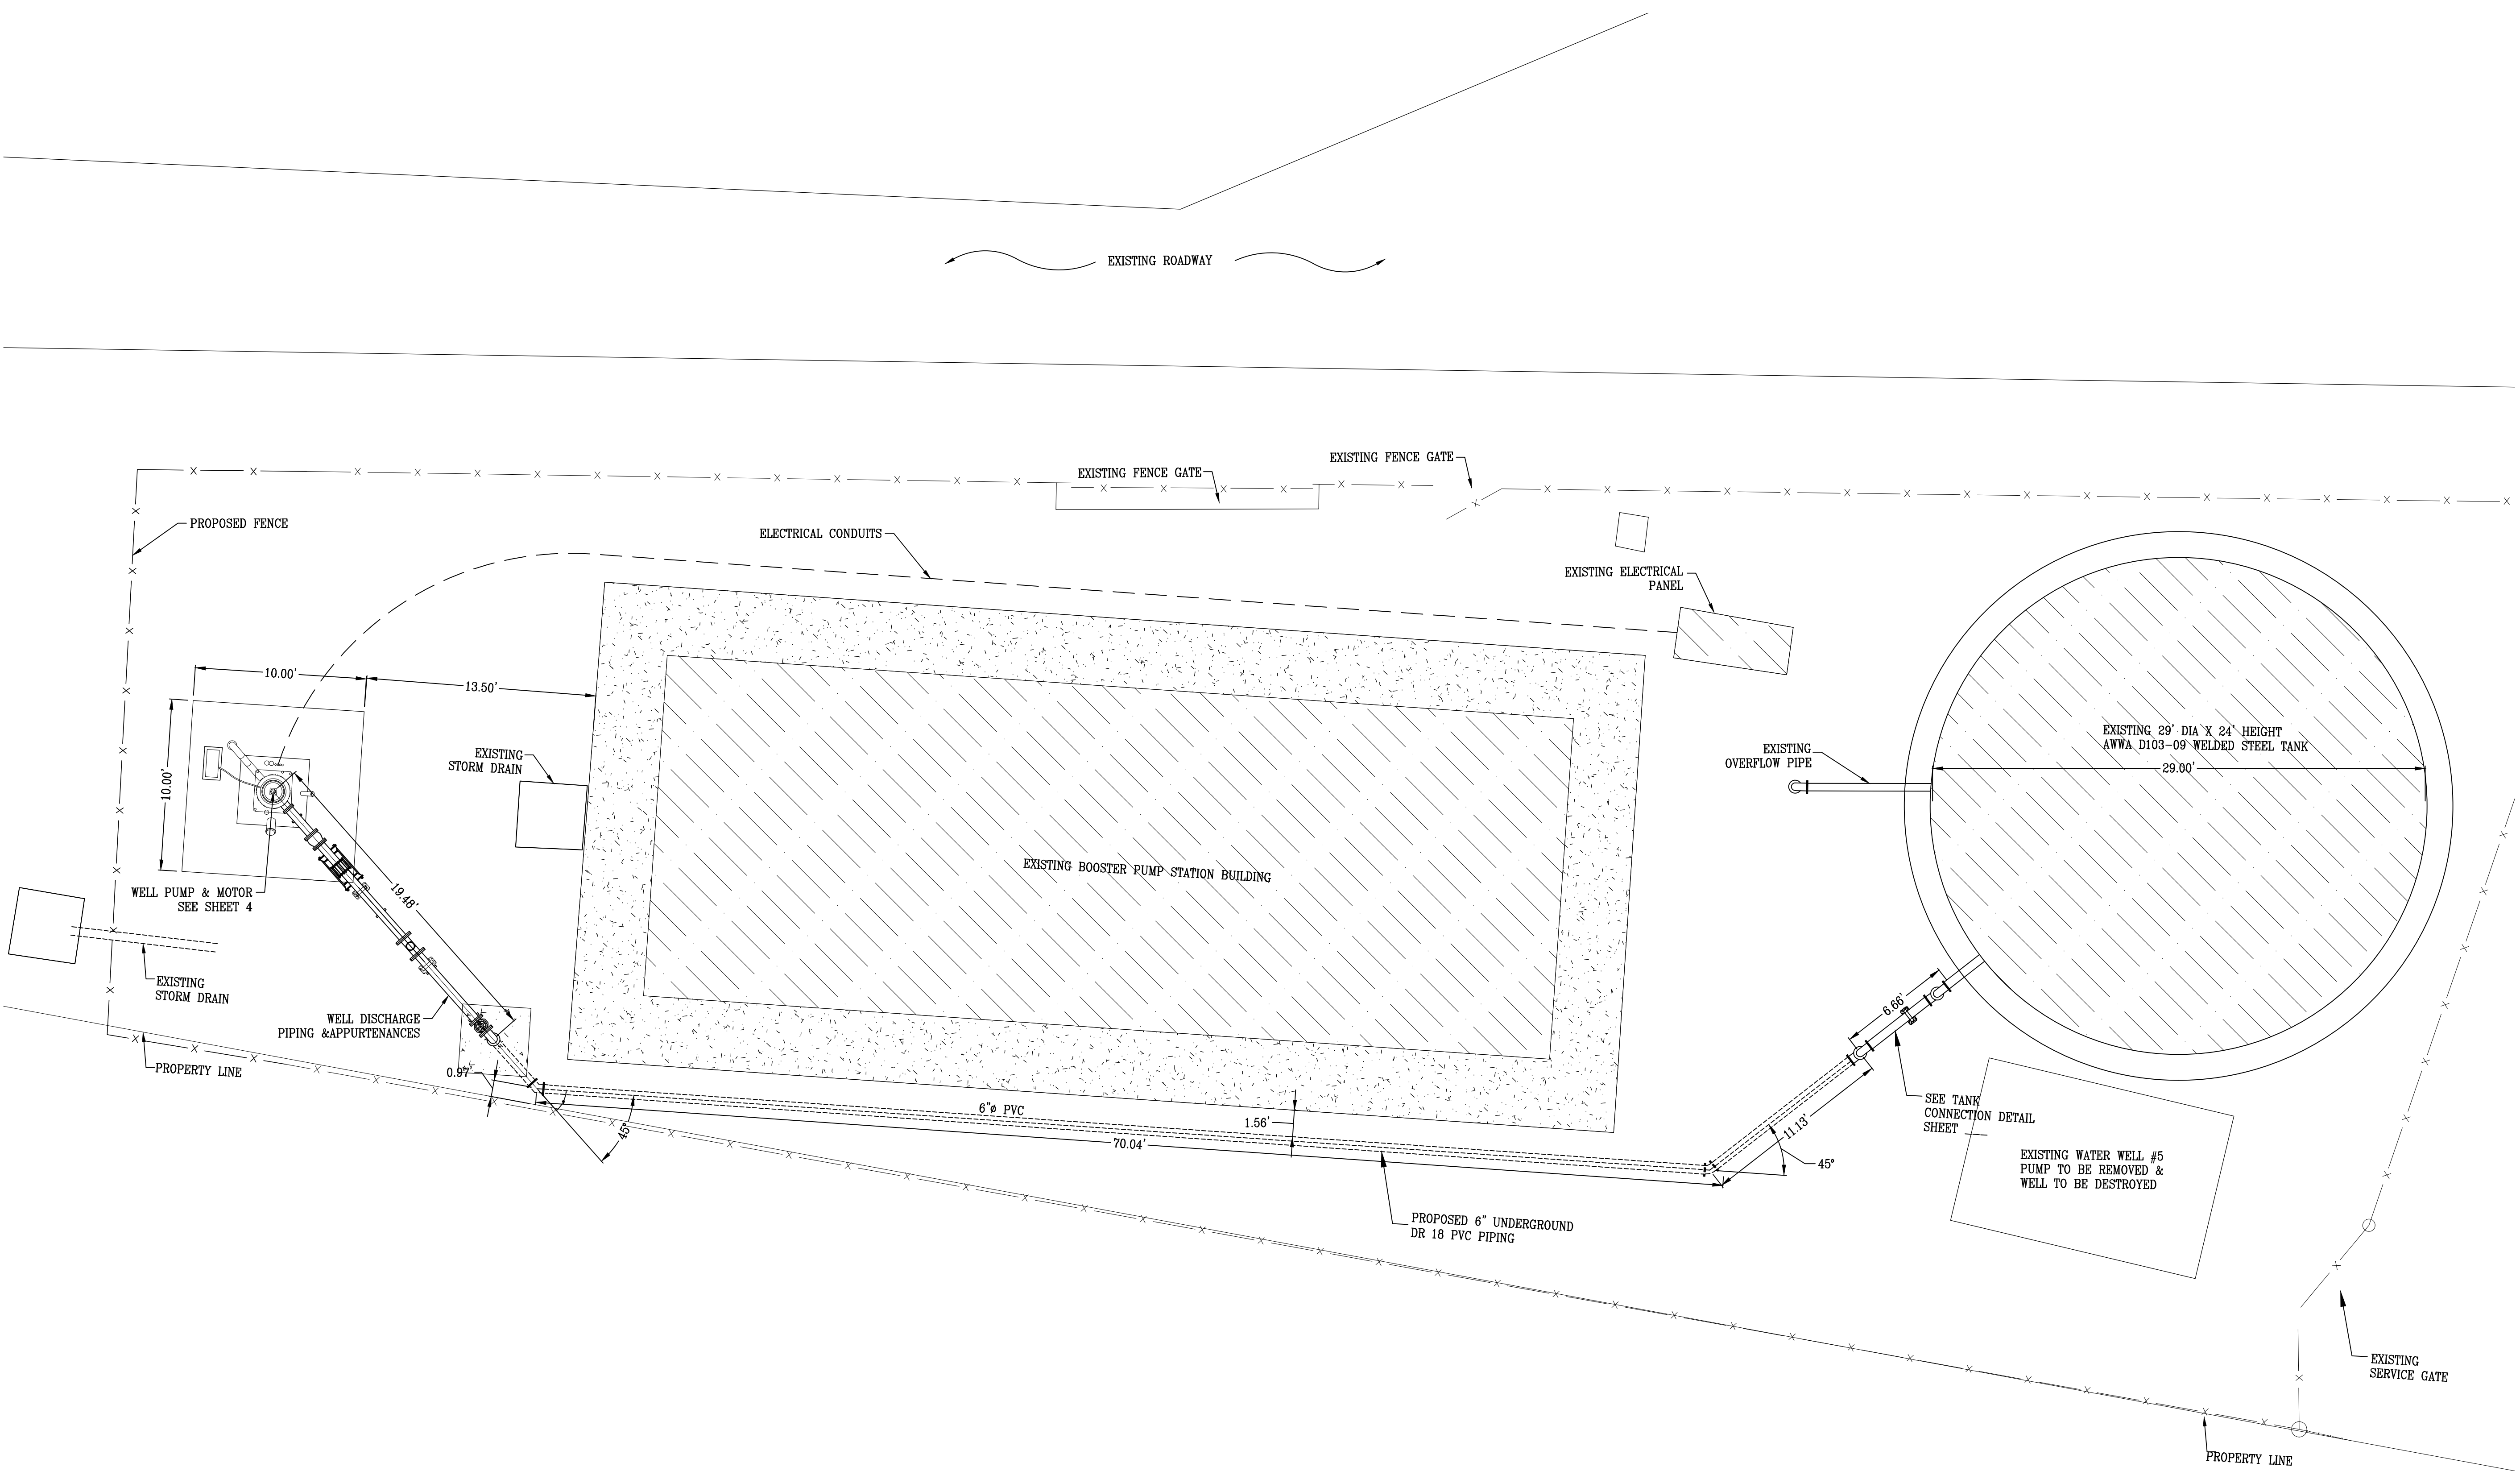 EXISTING ROADWAY
EXISTING FENCE GATE
EXISTING FENCE GATE
PROPOSED FENCE
ELECTRICAL CONDUITS
EXISTING ELECTRICAL
PANEL
10.00'
13.50'
10.00'
EXISTING
STORM DRAIN
EXISTING
OVERFLOW PIPE
EXISTING 29' DIA X 24' HEIGHT
AWWA D103-09 WELDED STEEL TANK
29.00'
EXISTING BOOSTER PUMP STATION BUILDING
WELL PUMP & MOTOR
SEE SHEET 4
19.48'
EXISTING
STORM DRAIN
WELL DISCHARGE
PIPING &APPURTENANCES
PROPERTY LINE
0.97'
6"ø PVC
45°
1.56'
70.04'
6.66'
11.13'
45°
SEE TANK
CONNECTION DETAIL
SHEET ___
EXISTING WATER WELL #5
PUMP TO BE REMOVED &
WELL TO BE DESTROYED
PROPOSED 6" UNDERGROUND
DR 18 PVC PIPING
EXISTING
SERVICE GATE
PROPERTY LINE